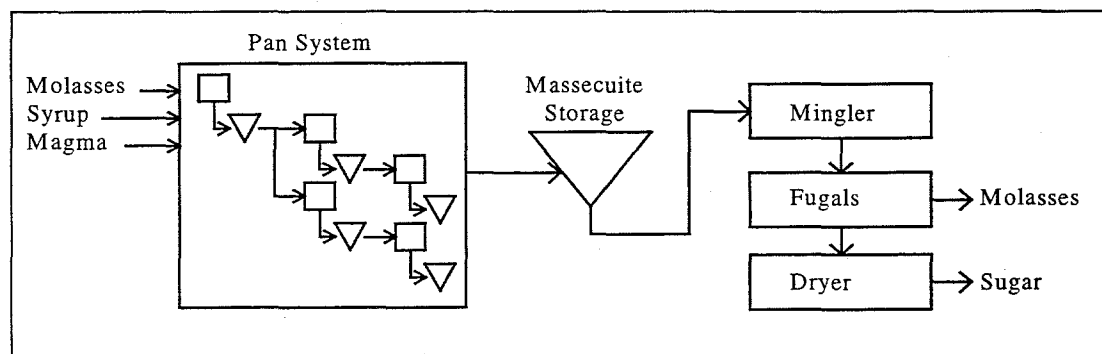 Pan System
Molasses
Syrup
Magma
Massecuite
Storage
Mingler
Fugals
Molasses
Dryer
Sugar